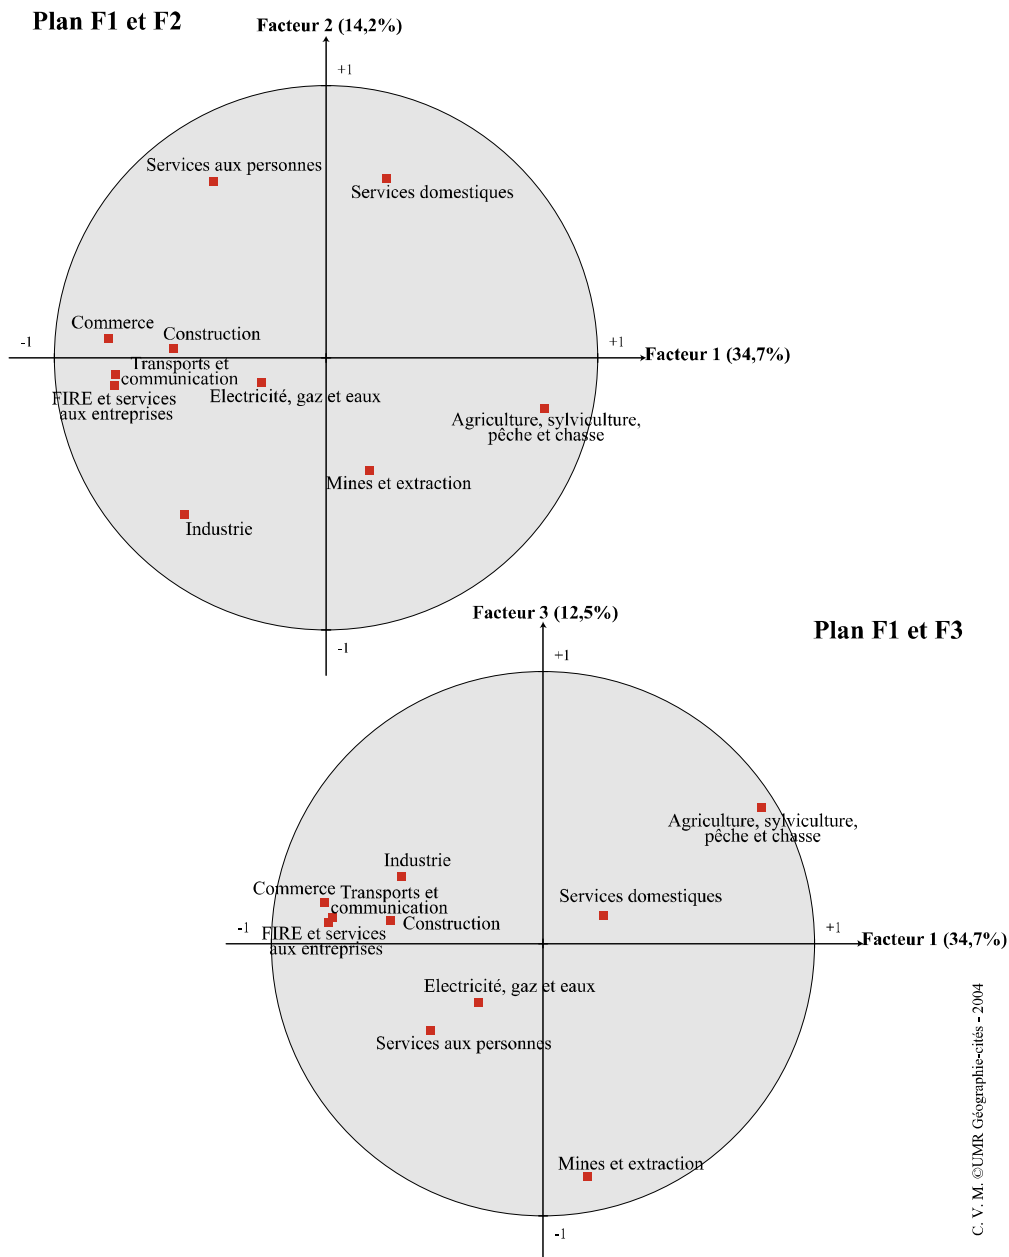 Plan F1 et F2
Facteur 2 (14,2%)
+1
Services aux personnes
Services domestiques
Commerce
Construction
-1
+1
Facteur 1 (34,7%)
Transports et
communication
FIRE et services
aux entreprises
Electricité, gaz et eaux
Agriculture, sylviculture,
pêche et chasse
Mines et extraction
Industrie
-1
Facteur 3 (12,5%)
Plan F1 et F3
+1
Agriculture, sylviculture,
pêche et chasse
Industrie
Commerce
Transports et
communication
Services domestiques
Construction
FIRE et services
aux entreprises
-1
+1
Facteur 1 (34,7%)
Electricité, gaz et eaux
Services aux personnes
Mines et extraction
-1
C. V. M. ©UMR Géographie-cités - 2004